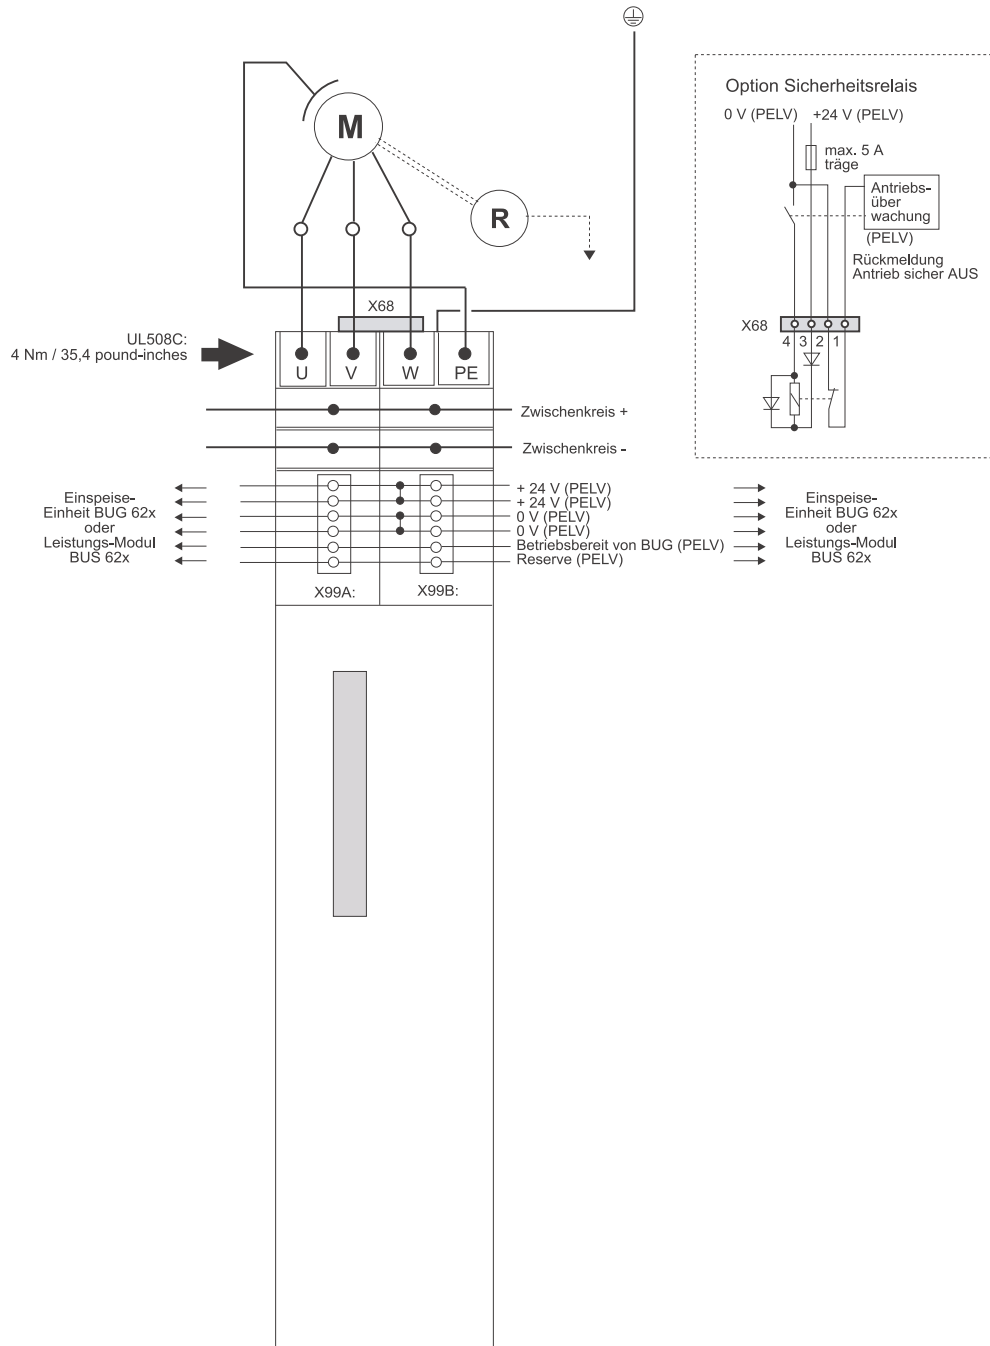 M
R
X68
UL508C:
4 Nm / 35,4 pound-inches
U
V
W
PE
Zwischenkreis +
Zwischenkreis -
Einspeise-
Einheit BUG 62x
oder
Leistungs-Modul
BUS 62x
+ 24 V (PELV)
+ 24 V (PELV)
0 V (PELV)
0 V (PELV)
Betriebsbereit von BUG (PELV)
Reserve (PELV)
Einspeise-
Einheit BUG 62x
oder
Leistungs-Modul
BUS 62x
X99A:
X99B:
Option Sicherheitsrelais
0 V (PELV)
+24 V (PELV)
max. 5 A
träge
Antriebs-
über
wachung
(PELV)
Rückmeldung
Antrieb sicher AUS
X68
4
3
2
1